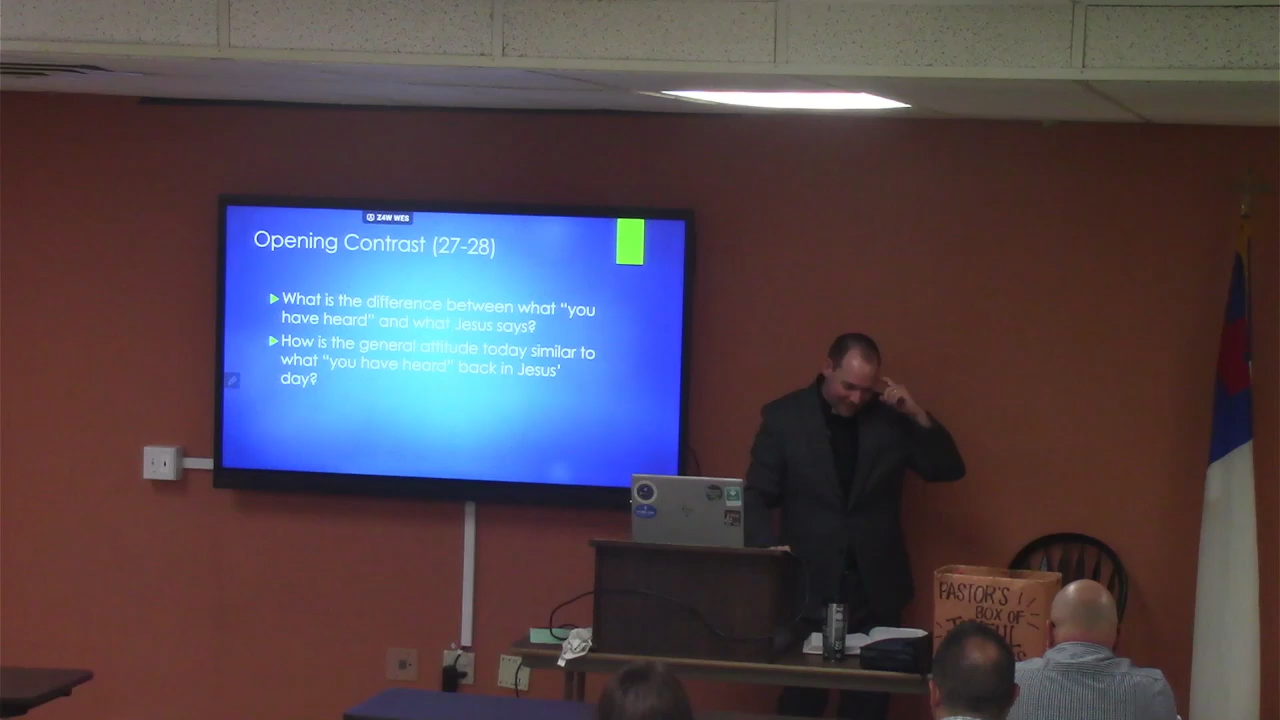 Z4W WES
Opening Contrast (27-28)
What is the difference between what “you
have heard” and what Jesus says?
How is the general attitude today similar to
what “you have heard” back in Jesus’
day?
PASTOR'S
BOX OF